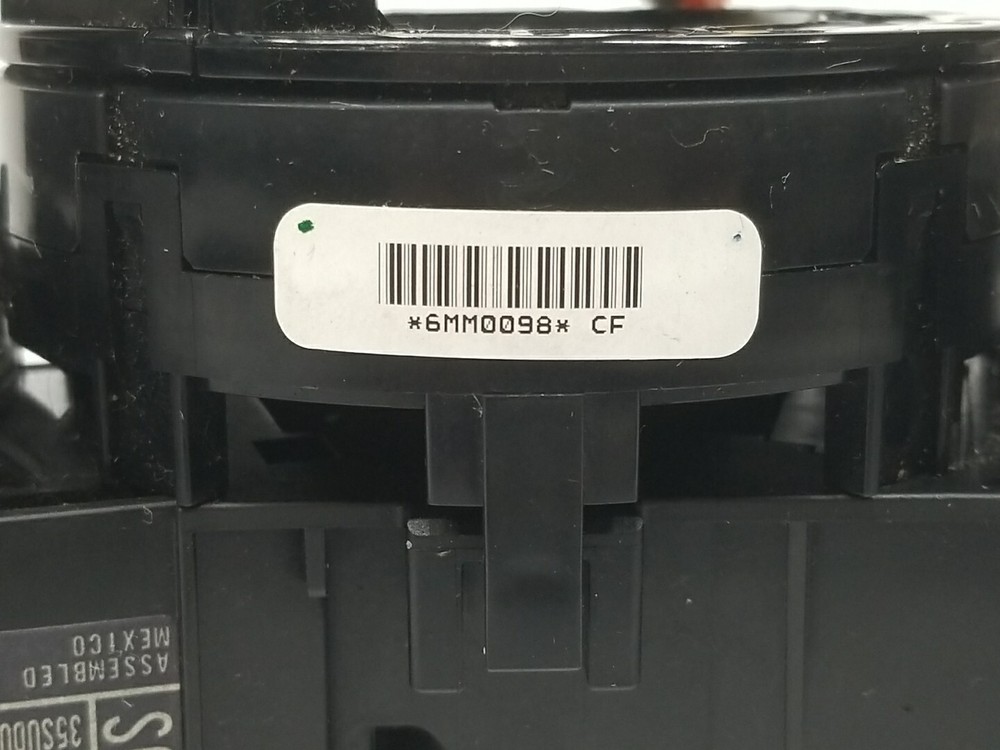 *6MM0098* CF
ASSEMBLED
MEXICO